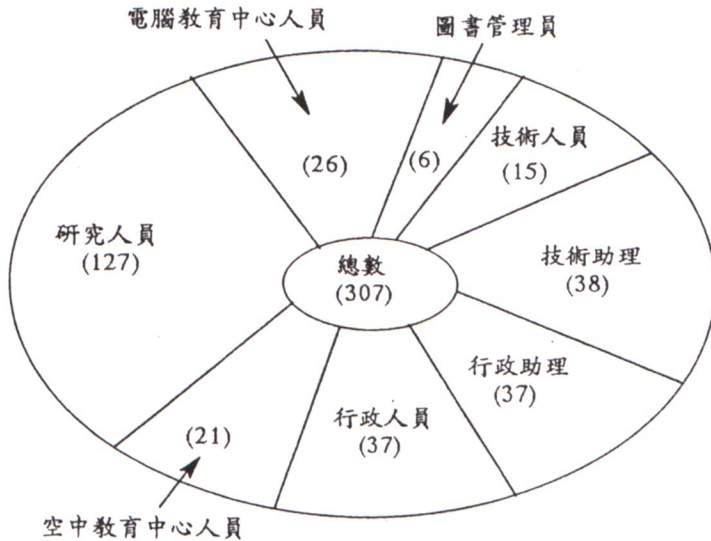 電腦教育中心人員
圖書管理員
(26)
(6)
技術人員
(15)
研究人員
(127)
總數
(307)
技術助理
(38)
行政助理
(37)
行政人員
(37)
(21)
空中教育中心人員